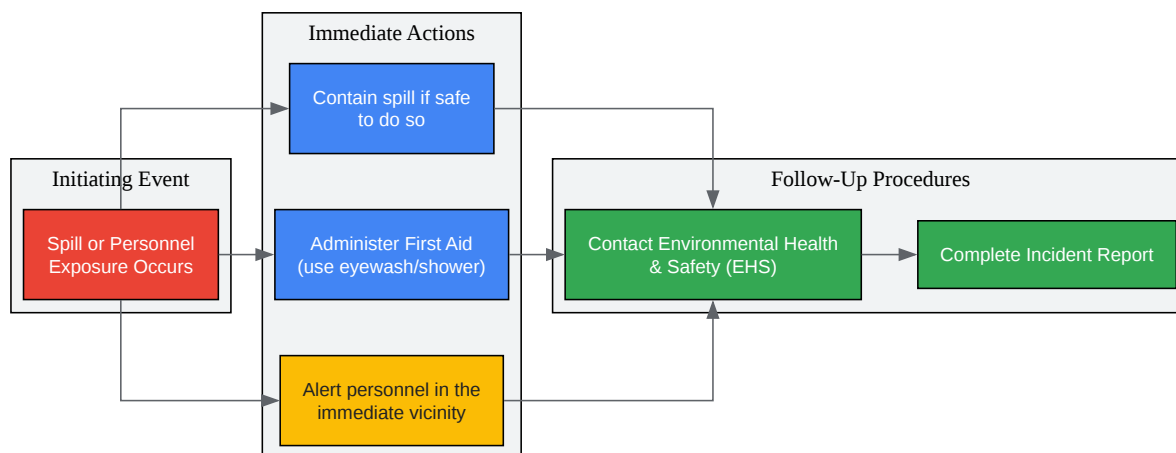 Immediate Actions
Contain spill if safe
to do so
Initiating Event
Spill or Personnel
Exposure Occurs
Administer First Aid
(use eyewash/shower)
Alert personnel in the
immediate vicinity
Follow-Up Procedures
Contact Environmental Health
& Safety (EHS)
Complete Incident Report